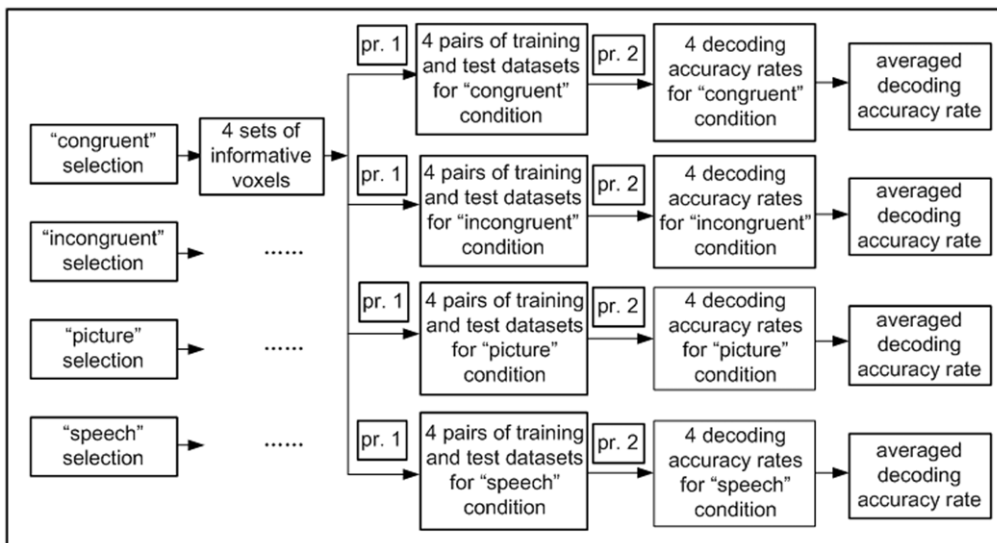 pr. 1
4 pairs of training
and test datasets
for “congruent”
condition
pr. 2
4 decoding
accuracy rates
for “congruent”
condition
averaged
decoding
accuracy rate
“congruent”
selection
4 sets of
informative
voxels
pr. 1
4 pairs of training
and test datasets
for “incongruent”
condition
pr. 2
4 decoding
accuracy rates
for “incongruent”
condition
averaged
decoding
accuracy rate
“incongruent”
selection
......
pr. 1
4 pairs of training
and test datasets
for “picture”
condition
pr. 2
4 decoding
accuracy rates
for “picture”
condition
averaged
decoding
accuracy rate
“picture”
selection
......
pr. 1
4 pairs of training
and test datasets
for “speech”
condition
pr. 2
4 decoding
accuracy rates
for “speech”
condition
averaged
decoding
accuracy rate
“speech”
selection
......